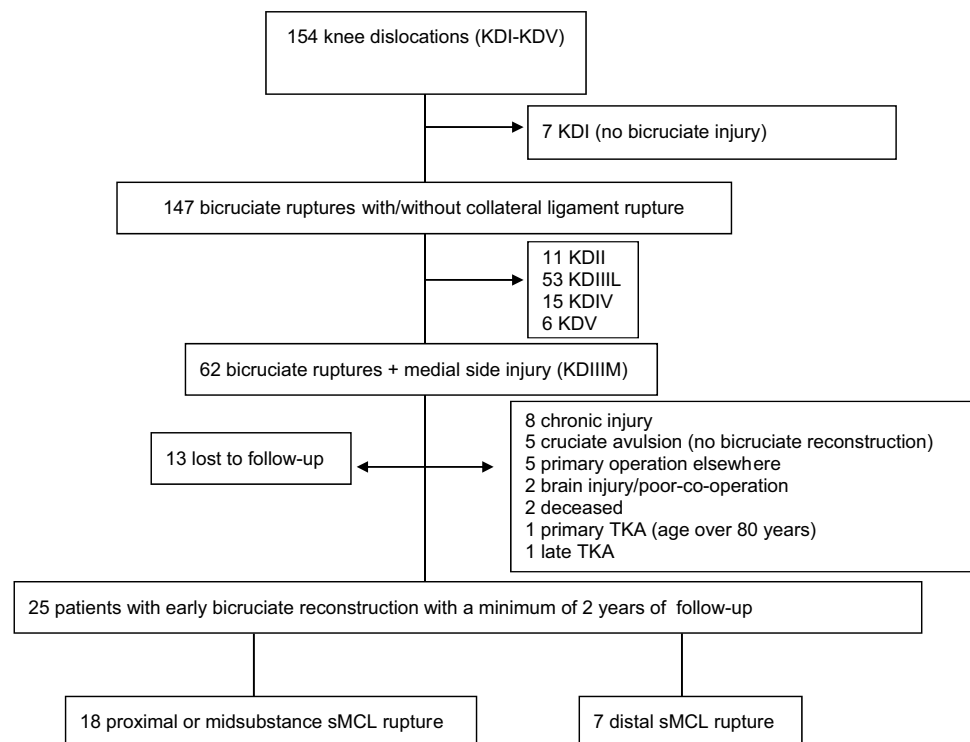 154 knee dislocations (KDI-KDV)
7 KDI (no bicruciate injury)
147 bicruciate ruptures with/without collateral ligament rupture
11 KDII
53 KDIIIL
15 KDIV
6 KDV
62 bicruciate ruptures + medial side injury (KDIIIM)
13 lost to follow-up
8 chronic injury
5 cruciate avulsion (no bicruciate reconstruction)
5 primary operation elsewhere
2 brain injury/poor-co-operation
2 deceased
1 primary TKA (age over 80 years)
1 late TKA
25 patients with early bicruciate reconstruction with a minimum of 2 years of follow-up
18 proximal or midsubstance sMCL rupture
7 distal sMCL rupture